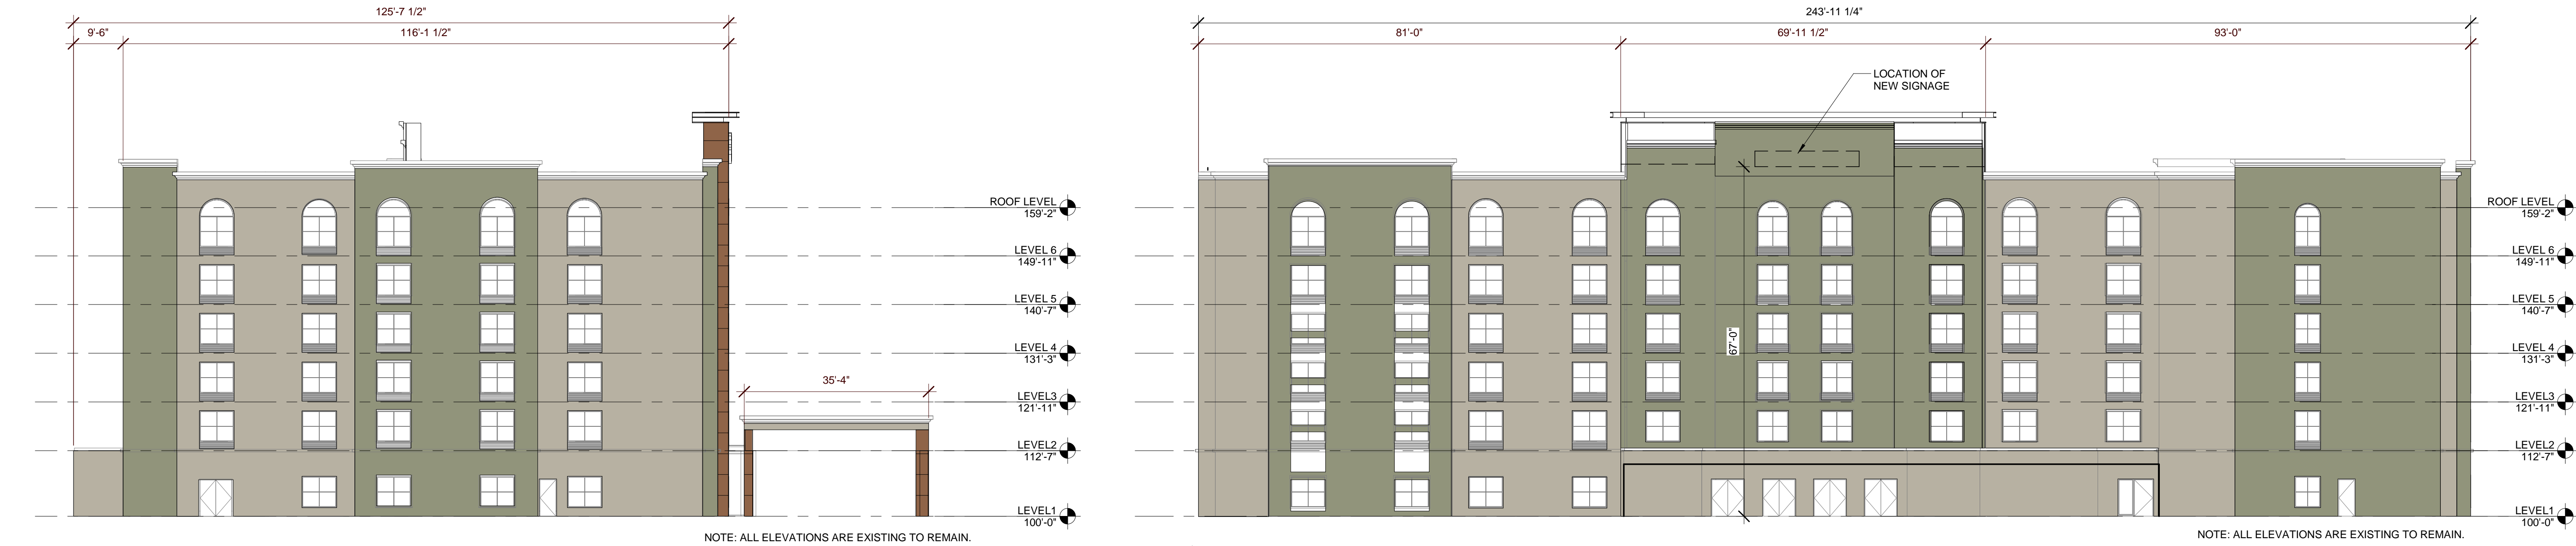 125'-7 1/2"
9'-6"
116'-1 1/2"
35'-4"
ROOF LEVEL
159'-2"
LEVEL 6
149'-11"
LEVEL 5
140'-7"
LEVEL 4
131'-3"
LEVEL3
121'-11"
LEVEL2
112'-7"
LEVEL1
100'-0"
NOTE: ALL ELEVATIONS ARE EXISTING TO REMAIN.
243'-11 1/4"
81'-0"
69'-11 1/2"
93'-0"
LOCATION OF
NEW SIGNAGE
67'-0"
ROOF LEVEL
159'-2"
LEVEL 6
149'-11"
LEVEL 5
140'-7"
LEVEL 4
131'-3"
LEVEL3
121'-11"
LEVEL2
112'-7"
LEVEL1
100'-0"
NOTE: ALL ELEVATIONS ARE EXISTING TO REMAIN.